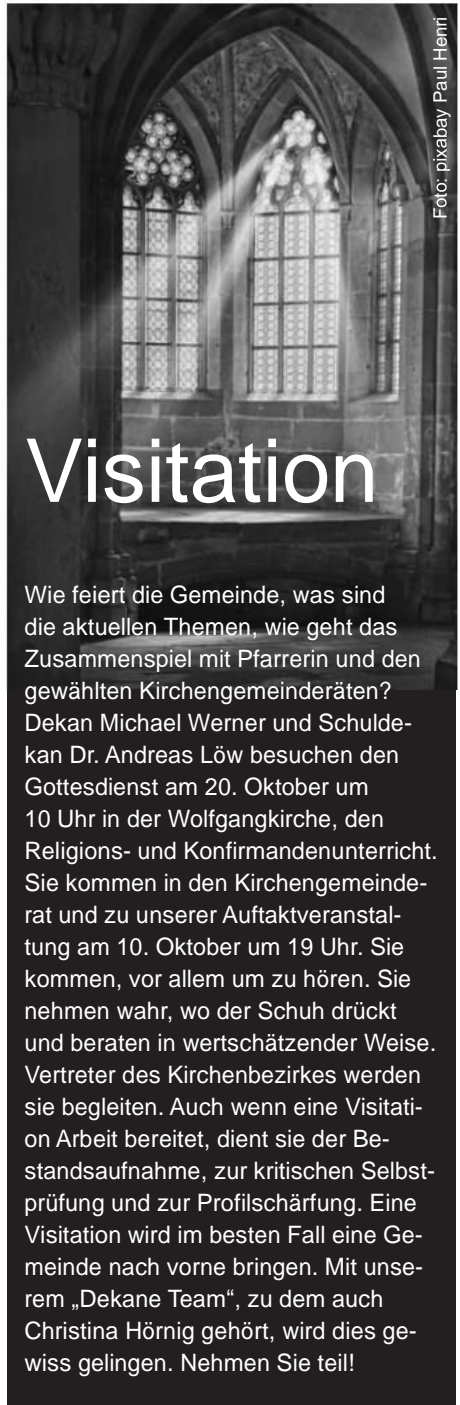 Foto: pixabay Paul Henri
Visitation
Wie feiert die Gemeinde, was sind
die aktuellen Themen, wie geht das
Zusammenspiel mit Pfarrerin und den
gewählten Kirchengemeinderäten?
Dekan Michael Werner und Schulde-
kan Dr. Andreas Löw besuchen den
Gottesdienst am 20. Oktober um
10 Uhr in der Wolfgangkirche, den
Religions- und Konfirmandenunterricht.
Sie kommen in den Kirchengemeinde-
rat und zu unserer Auftaktveranstal-
tung am 10. Oktober um 19 Uhr. Sie
kommen, vor allem um zu hören. Sie
nehmen wahr, wo der Schuh drückt
und beraten in wertschätzender Weise.
Vertreter des Kirchenbezirkes werden
sie begleiten. Auch wenn eine Visitati-
on Arbeit bereitet, dient sie der Be-
standsaufnahme, zur kritischen Selbst-
prüfung und zur Profilschärfung. Eine
Visitation wird im besten Fall eine Ge-
meinde nach vorne bringen. Mit unse-
rem „Dekane Team“, zu dem auch
Christina Hörnig gehört, wird dies ge-
wiss gelingen. Nehmen Sie teil!